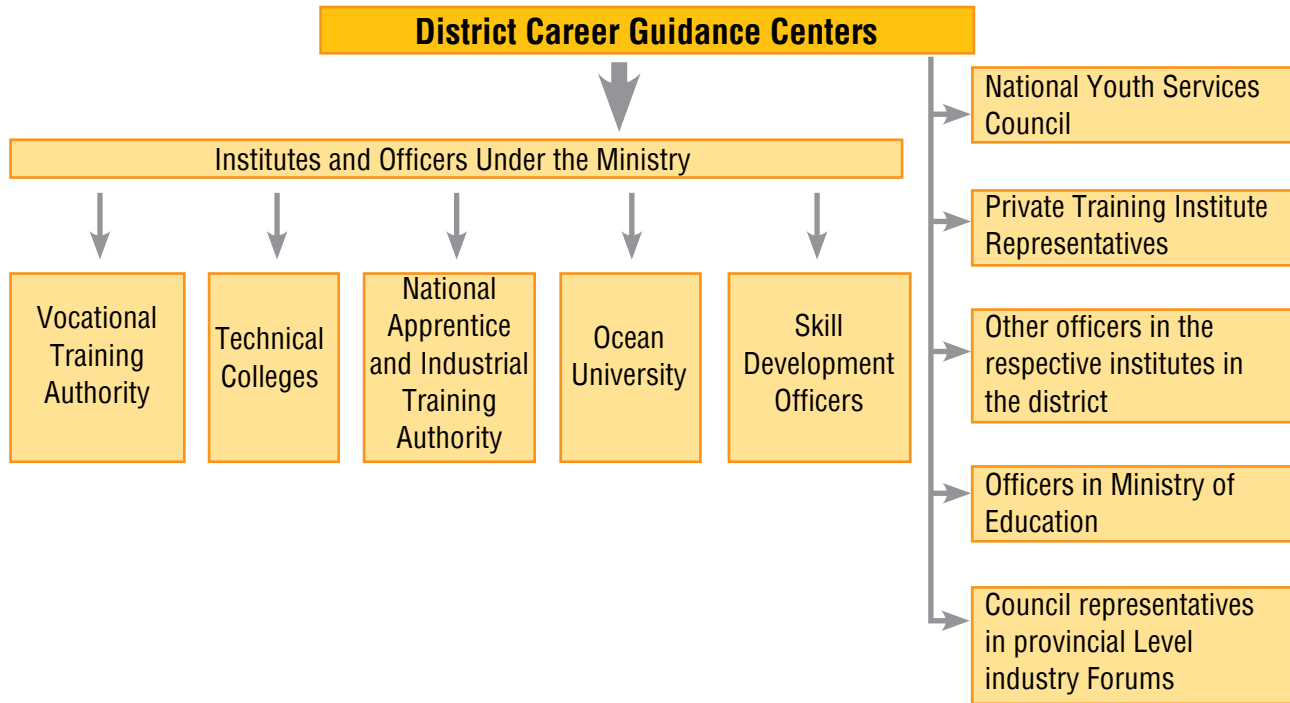 District Career Guidance Centers
Institutes and Officers Under the Ministry
Vocational
Training
Authority
Technical
Colleges
National
Apprentice
and Industrial
Training
Authority
Ocean
University
Skill
Development
Officers
National Youth Services
Council
Private Training Institute
Representatives
Other officers in the
respective institutes in
the district
Officers in Ministry of
Education
Council representatives
in provincial Level
industry Forums